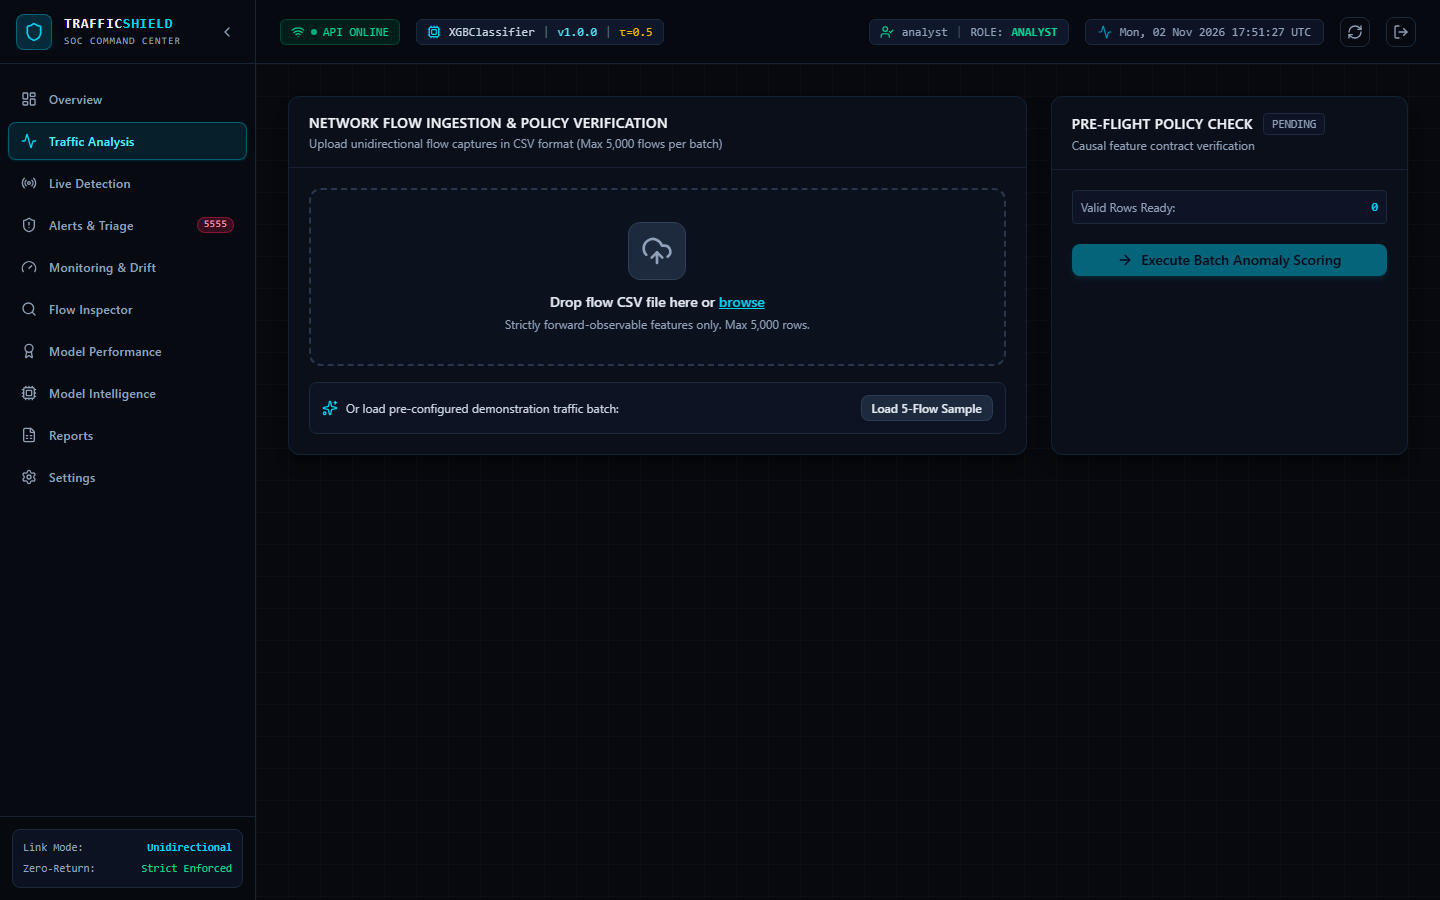 TRAFFICSHIELD
SOC COMMAND CENTER
API ONLINE
XGBClassifier | v1.0.0 | τ=0.5
analyst | ROLE: ANALYST
Mon, 02 Nov 2026 17:51:27 UTC
Overview
Traffic Analysis
Live Detection
Alerts & Triage 5555
Monitoring & Drift
Flow Inspector
Model Performance
Model Intelligence
Reports
Settings
Link Mode: Unidirectional
Zero-Return: Strict Enforced
NETWORK FLOW INGESTION & POLICY VERIFICATION
Upload unidirectional flow captures in CSV format (Max 5,000 flows per batch)
Drop flow CSV file here or browse
Strictly forward-observable features only. Max 5,000 rows.
Or load pre-configured demonstration traffic batch: Load 5-Flow Sample
PRE-FLIGHT POLICY CHECK PENDING
Causal feature contract verification
Valid Rows Ready: 0
Execute Batch Anomaly Scoring